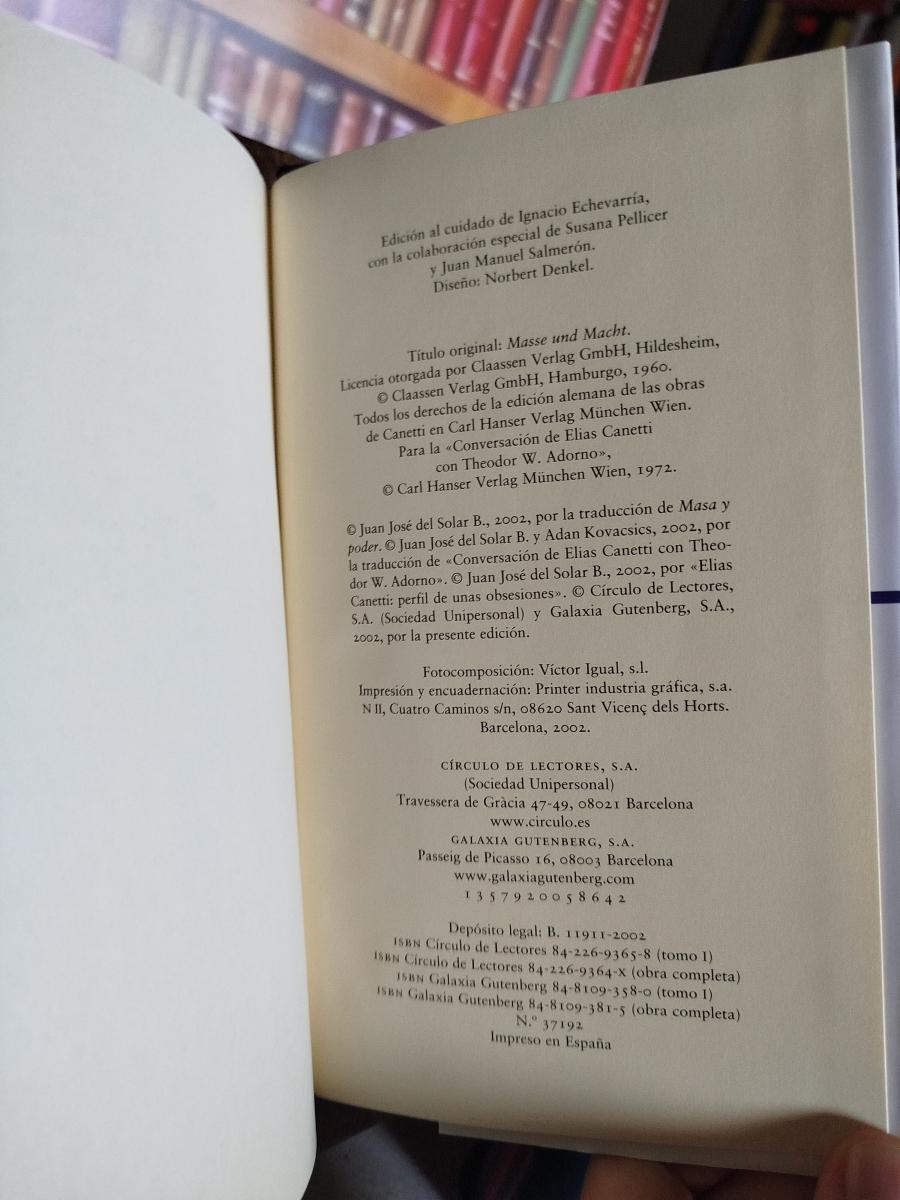 Edición al cuidado de Ignacio Echevarría,
con la colaboración especial de Susana Pellicer
y Juan Manuel Salmerón.
Diseño: Norbert Denkel.
Título original: Masse und Macht.
Licencia otorgada por Claassen Verlag GmbH, Hildesheim,
© Claassen Verlag GmbH, Hamburgo, 1960.
Todos los derechos de la edición alemana de las obras
de Canetti en Carl Hanser Verlag München Wien.
Para la «Conversación de Elias Canetti
con Theodor W. Adorno»,
© Carl Hanser Verlag München Wien, 1972.
© Juan José del Solar B., 2002, por la traducción de Masa y
poder. © Juan José del Solar B. y Adan Kovacsics, 2002, por
la traducción de «Conversación de Elias Canetti con Theo-
dor W. Adorno». © Juan José del Solar B., 2002, por «Elias
Canetti: perfil de unas obsesiones». © Círculo de Lectores,
S.A. (Sociedad Unipersonal) y Galaxia Gutenberg, S.A.,
2002, por la presente edición.
Fotocomposición: Víctor Igual, s.l.
Impresión y encuadernación: Printer industria gráfica, s.a.
N II, Cuatro Caminos s/n, 08620 Sant Vicenç dels Horts.
Barcelona, 2002.
CÍRCULO DE LECTORES, S.A.
(Sociedad Unipersonal)
Travessera de Gràcia 47-49, 08021 Barcelona
www.circulo.es
GALAXIA GUTENBERG, S.A.
Passeig de Picasso 16, 08003 Barcelona
www.galaxiagutenberg.com
1 3 5 7 9 2 0 0 5 8 6 4 2
Depósito legal: B. 11911-2002
ISBN Círculo de Lectores 84-226-9365-8 (tomo I)
ISBN Círculo de Lectores 84-226-9364-X (obra completa)
ISBN Galaxia Gutenberg 84-8109-358-0 (tomo I)
ISBN Galaxia Gutenberg 84-8109-381-5 (obra completa)
N.º 37192
Impreso en España